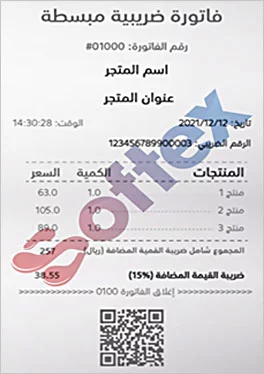 فاتورة ضريبية مبسطة
رقم الفاتورة: 01000#
اسم المتجر
عنوان المتجر
تاريخ: 2021/12/12 الوقت: 14:30:28
الرقم الضريبي: 123456789900003
المنتجات الكمية السعر
منتج 1 1.0 63.0
منتج 2 1.0 105.0
منتج 3 1.0 89.0
المجموع شامل ضريبة القمية المضافة (ريال) 257
ضريبة القيمة المضافة (15%) 38.55
<<<<<<<<<< إغلاق الفاتورة 0100 >>>>>>>>>>
Softex